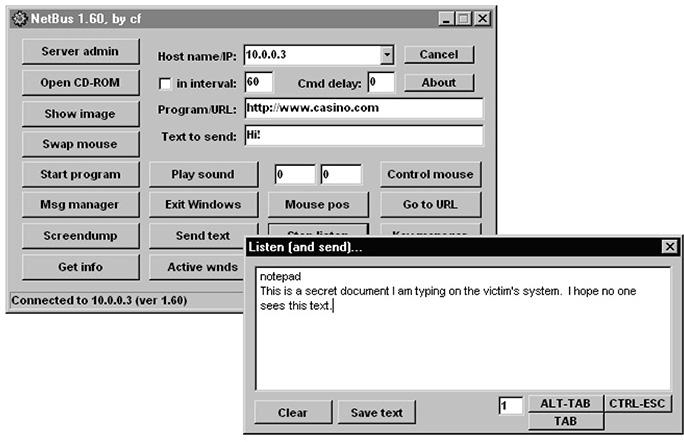 NetBus 1.60, by cf
Server admin
Host name/IP: 10.0.0.3 Cancel
Open CD-ROM
in interval: 60 Cmd delay: 0 About
Show image
Program/URL: http://www.casino.com
Swap mouse
Text to send: Hi!
Start program Play sound 0 0 Control mouse
Msg manager Exit Windows Mouse pos Go to URL
Screendump Send text
Get info Active wnds
Connected to 10.0.0.3 (ver 1.60)
Listen (and send)...
notepad
This is a secret document I am typing on the victim's system. I hope no one
sees this text.
Clear Save text 1 ALT-TAB CTRL-ESC
TAB